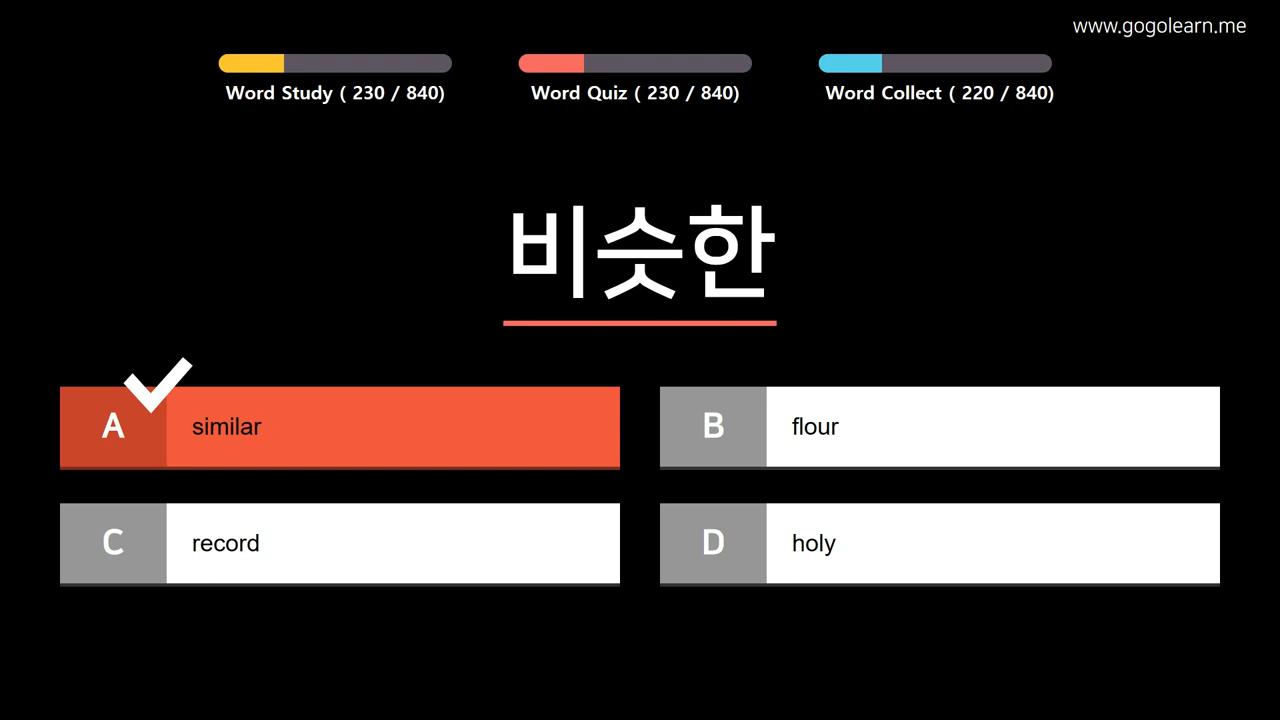 www.gogolearn.me
Word Study ( 230 / 840)
Word Quiz ( 230 / 840)
Word Collect ( 220 / 840)
비슷한
A similar
B flour
C record
D holy